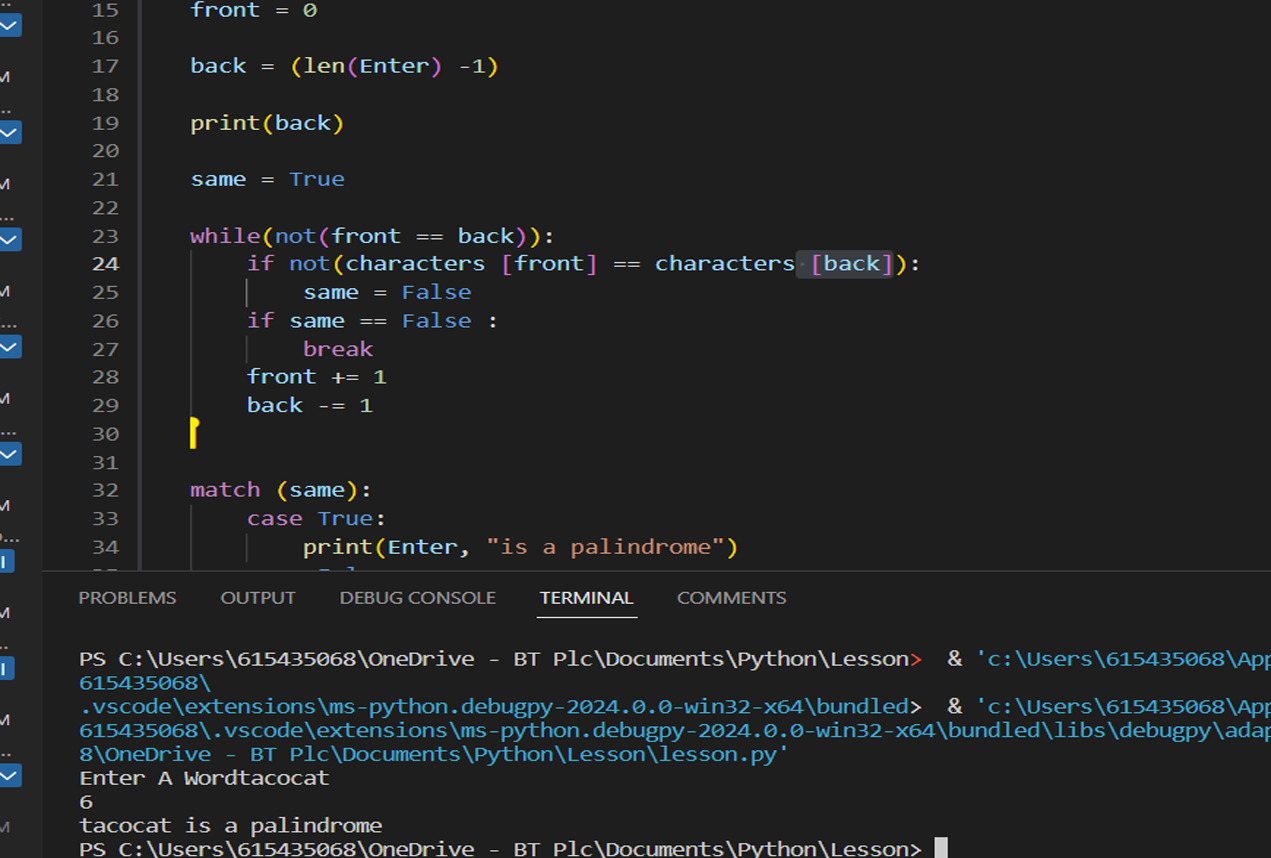 15 front = 0
16
17 back = (len(Enter) -1)
18
19 print(back)
20
21 same = True
22
23 while(not(front == back)):
24 if not(characters [front] == characters [back]):
25 same = False
26 if same == False :
27 break
28 front += 1
29 back -= 1
30
31
32 match (same):
33 case True:
34 print(Enter, "is a palindrome")
PROBLEMS OUTPUT DEBUG CONSOLE TERMINAL COMMENTS
PS C:\Users\615435068\OneDrive - BT Plc\Documents\Python\Lesson> & 'c:\Users\615435068\App
615435068\
.vscode\extensions\ms-python.debugpy-2024.0.0-win32-x64\bundled> & 'c:\Users\615435068\App
615435068\.vscode\extensions\ms-python.debugpy-2024.0.0-win32-x64\bundled\libs\debugpy\adap
8\OneDrive - BT Plc\Documents\Python\Lesson\lesson.py'
Enter A Wordtacocat
6
tacocat is a palindrome
PS C:\Users\615435068\OneDrive - BT Plc\Documents\Python\Lesson>